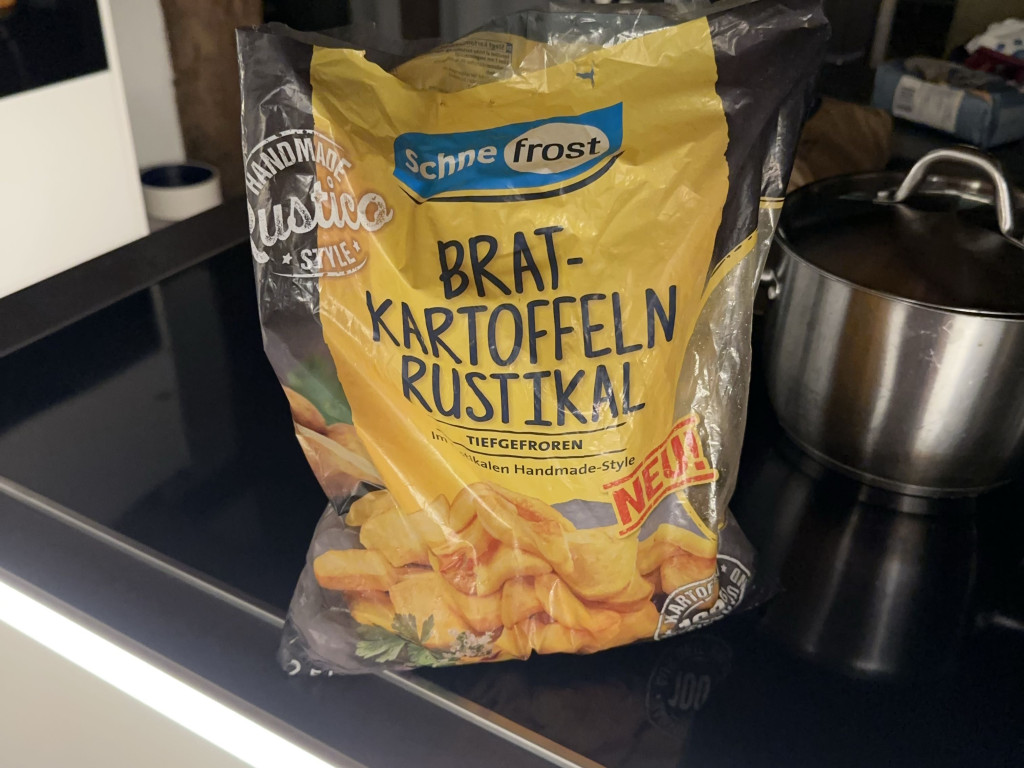 Schne frost
HANDMADE
Rustico
STYLE
BRAT-
KARTOFFELN
RUSTIKAL
TIEFGEFROREN
Handmade-Style
NEU!